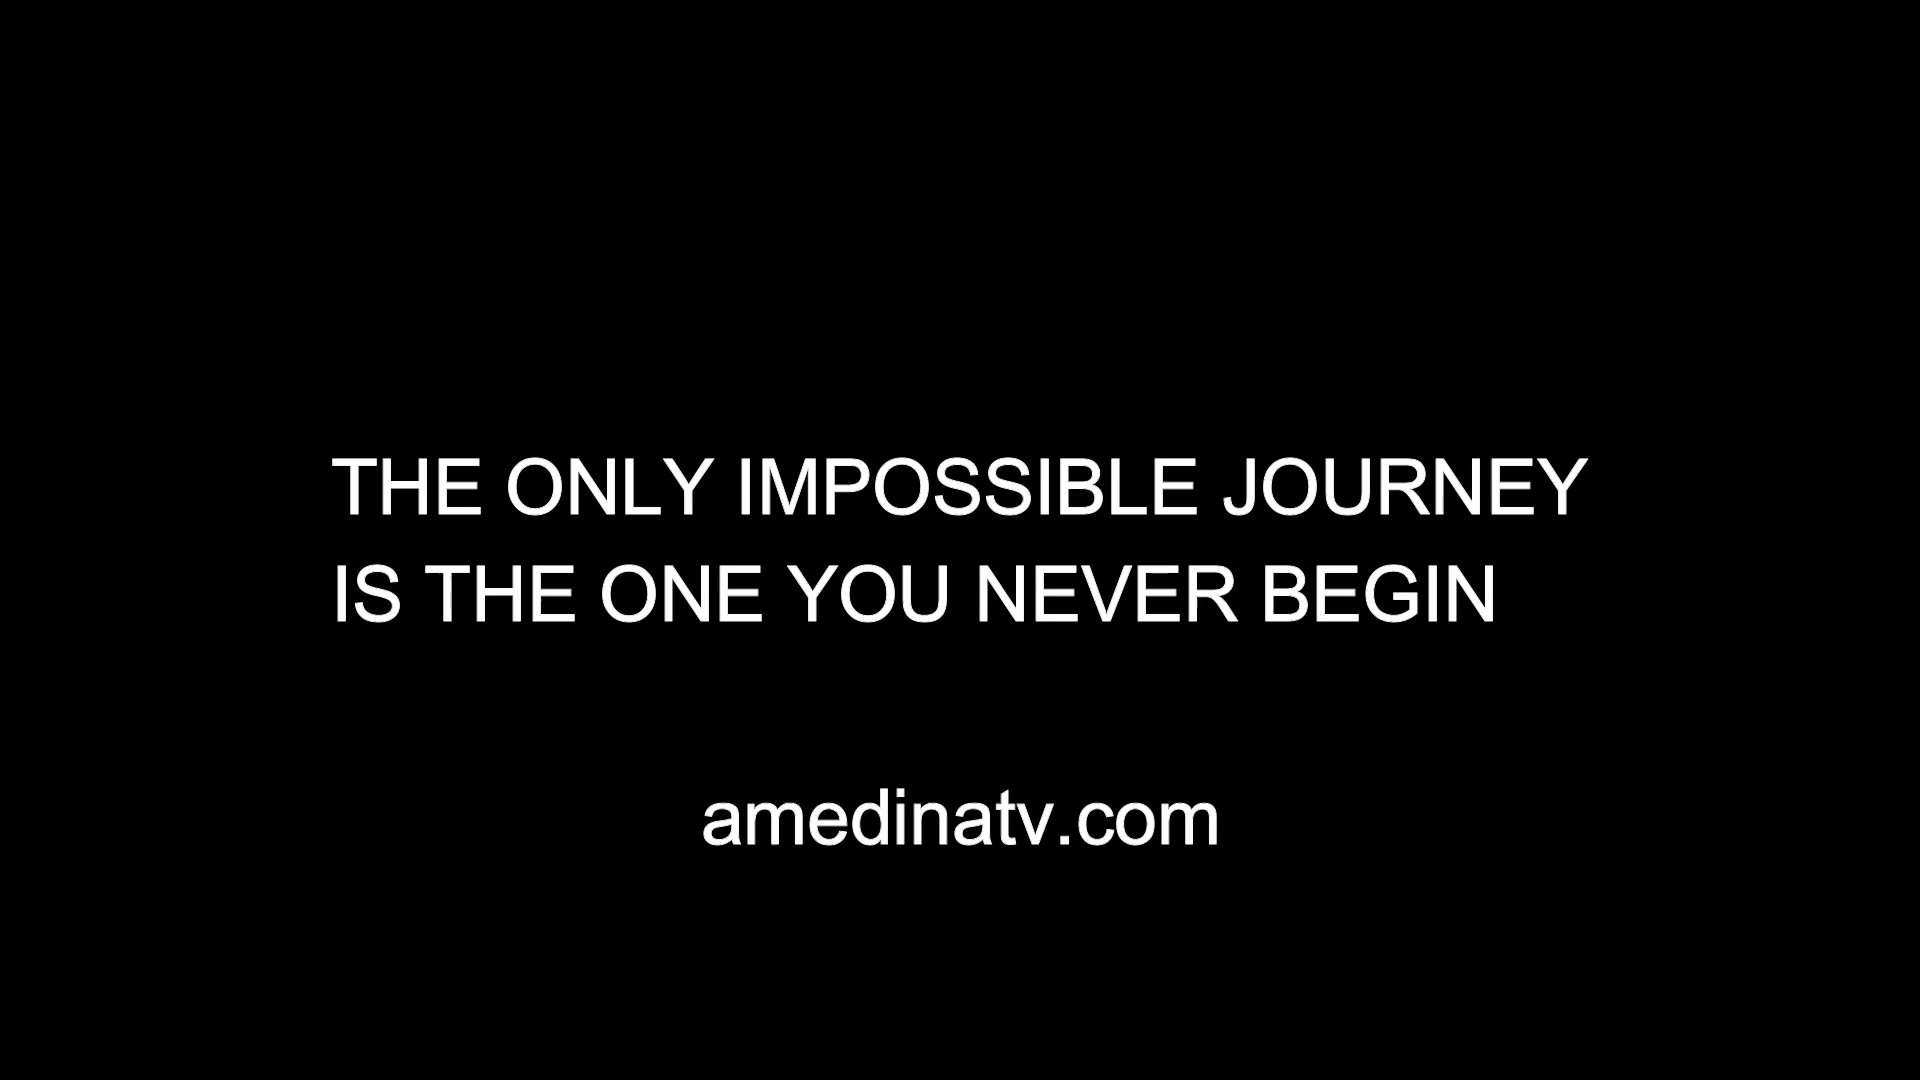 THE ONLY IMPOSSIBLE JOURNEY
IS THE ONE YOU NEVER BEGIN
amedinatv.com